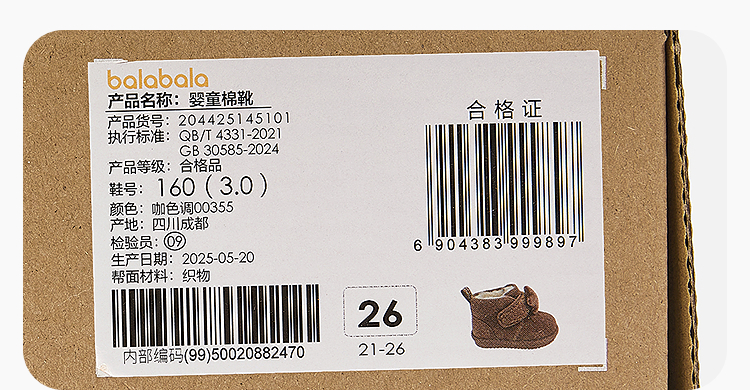 balabala
产品名称：婴童棉靴
产品货号：204425145101
执行标准：QB/T 4331-2021
GB 30585-2024
产品等级：合格品
鞋号：160（3.0）
颜色：咖色调00355
产地：四川成都
检验员：09
生产日期：2025-05-20
帮面材料：织物
内部编码(99)50020882470
合格证
6 904383 999897
26
21-26